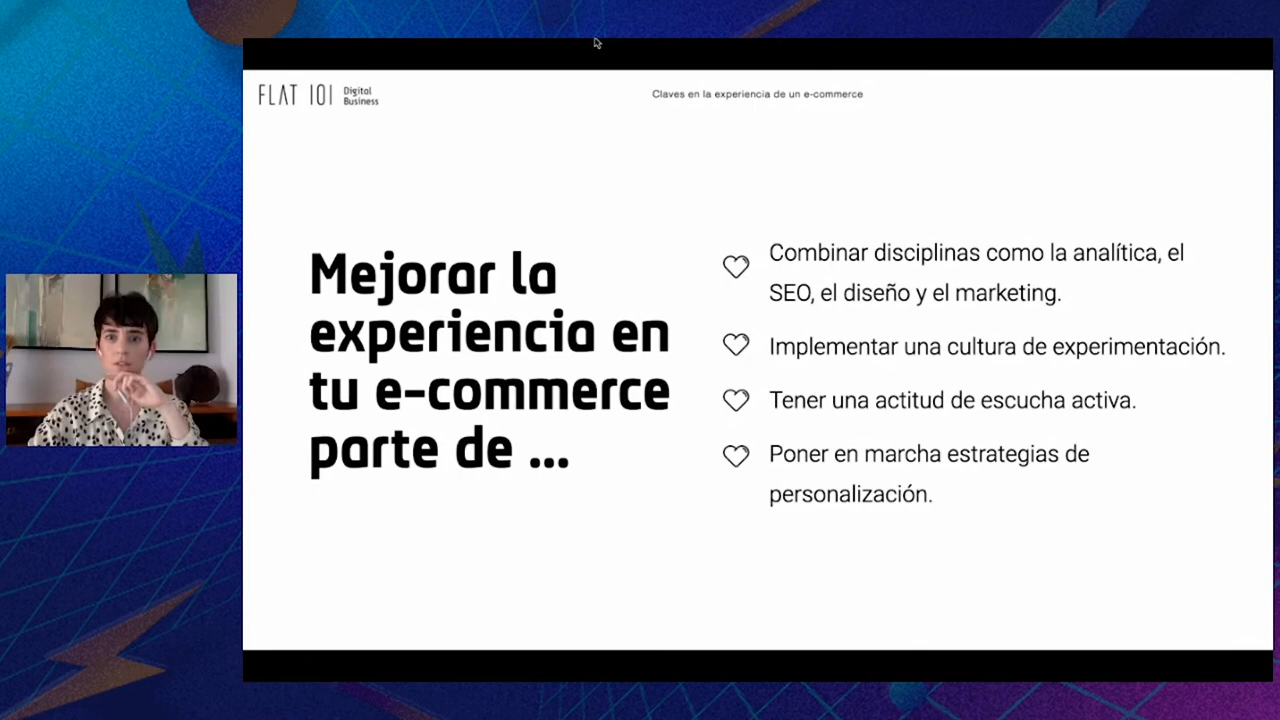 FLAT 101
Digital
Business
Claves en la experiencia de un e-commerce
Mejorar la
experiencia en
tu e-commerce
parte de ...
Combinar disciplinas como la analítica, el
SEO, el diseño y el marketing.
Implementar una cultura de experimentación.
Tener una actitud de escucha activa.
Poner en marcha estrategias de
personalización.